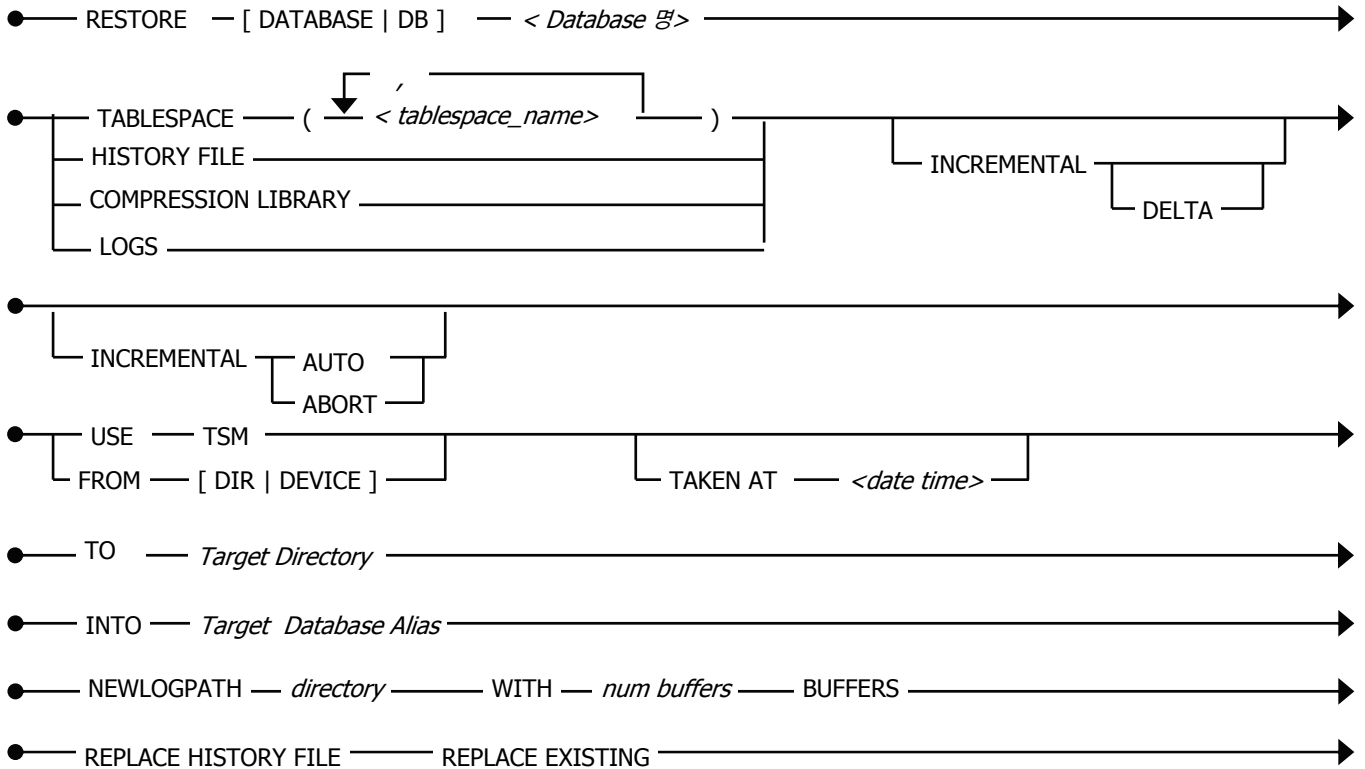 RESTORE [ DATABASE | DB ] < Database 명>
,
TABLESPACE ( < tablespace_name> )
HISTORY FILE
INCREMENTAL
COMPRESSION LIBRARY
DELTA
LOGS
INCREMENTAL AUTO
ABORT
USE TSM
FROM [ DIR | DEVICE ] TAKEN AT <date time>
TO Target Directory
INTO Target Database Alias
NEWLOGPATH directory WITH num buffers BUFFERS
REPLACE HISTORY FILE REPLACE EXISTING